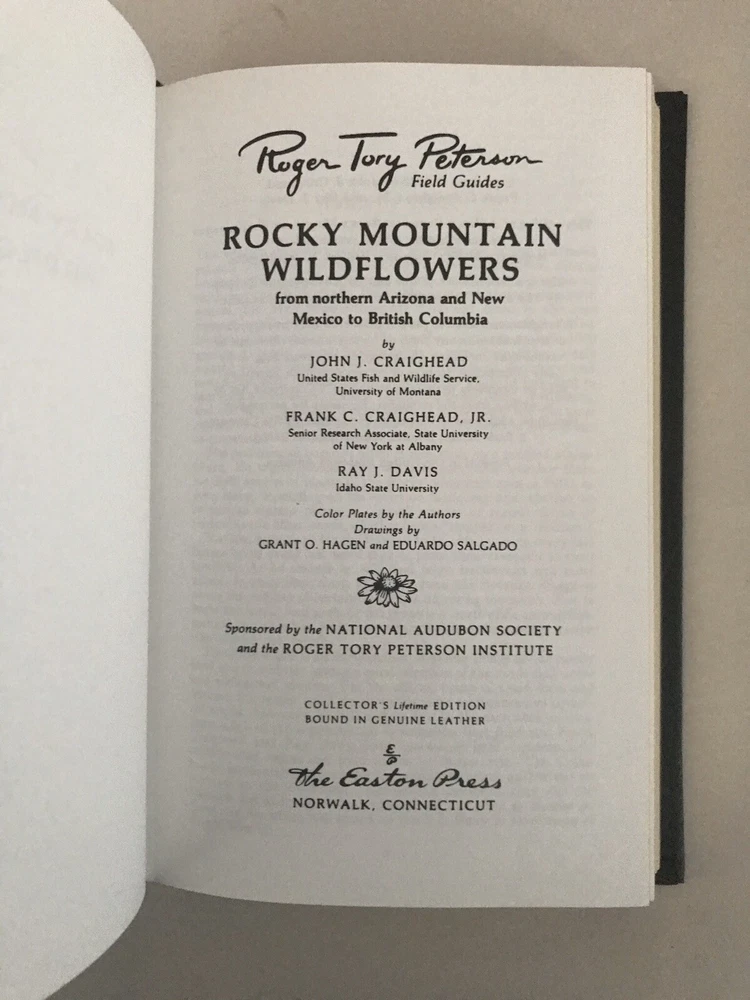 Roger Tory Peterson
Field Guides
ROCKY MOUNTAIN
WILDFLOWERS
from northern Arizona and New
Mexico to British Columbia
by
JOHN J. CRAIGHEAD
United States Fish and Wildlife Service,
University of Montana
FRANK C. CRAIGHEAD, JR.
Senior Research Associate, State University
of New York at Albany
RAY J. DAVIS
Idaho State University
Color Plates by the Authors
Drawings by
GRANT O. HAGEN and EDUARDO SALGADO
Sponsored by the NATIONAL AUDUBON SOCIETY
and the ROGER TORY PETERSON INSTITUTE
COLLECTOR'S Lifetime EDITION
BOUND IN GENUINE LEATHER
E/P
The Easton Press
NORWALK, CONNECTICUT